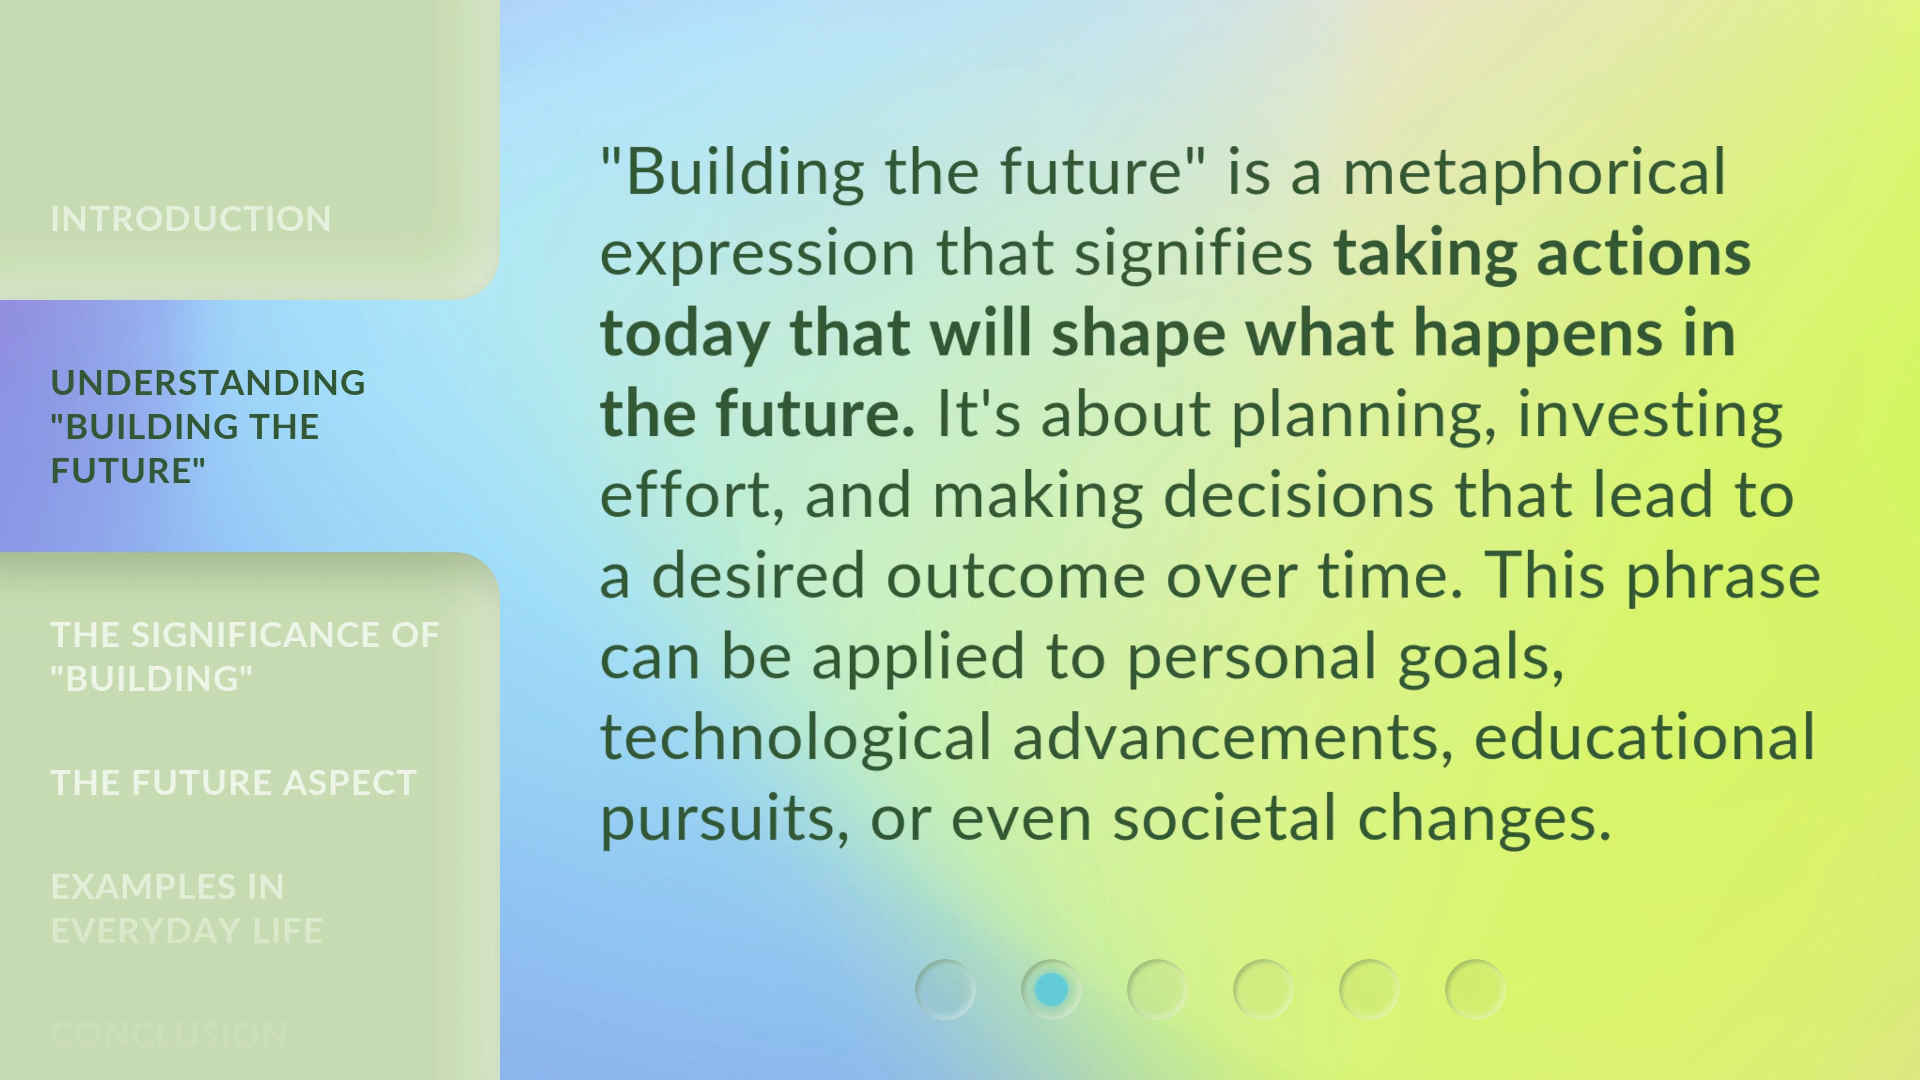 INTRODUCTION
UNDERSTANDING
"BUILDING THE
FUTURE"
THE SIGNIFICANCE OF
"BUILDING"
THE FUTURE ASPECT
EXAMPLES IN
EVERYDAY LIFE
CONCLUSION
"Building the future" is a metaphorical
expression that signifies taking actions
today that will shape what happens in
the future. It's about planning, investing
effort, and making decisions that lead to
a desired outcome over time. This phrase
can be applied to personal goals,
technological advancements, educational
pursuits, or even societal changes.